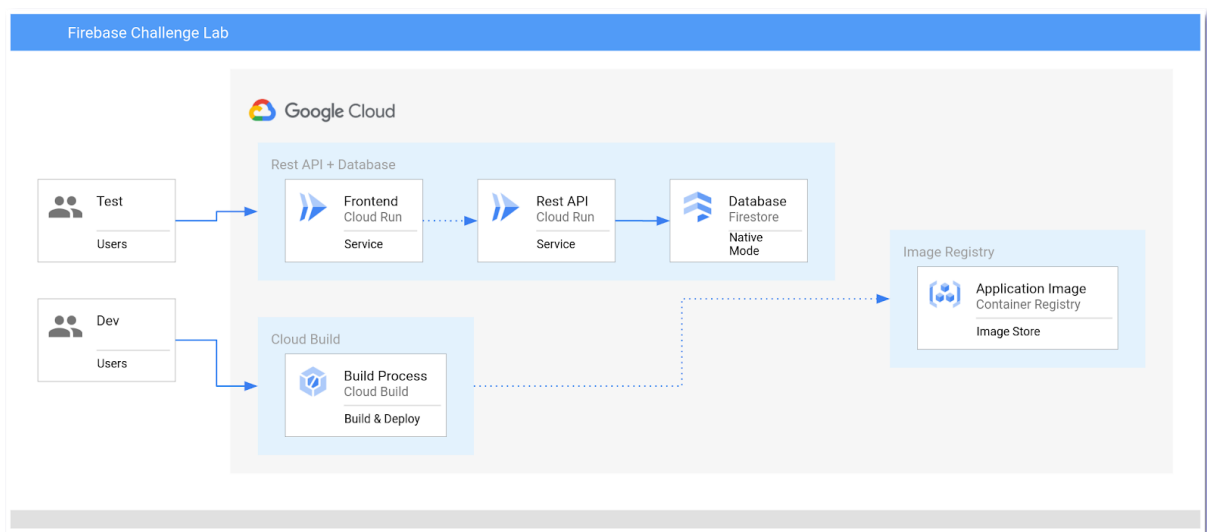 Firebase Challenge Lab
Google Cloud
Rest API + Database
Test
Users
Frontend
Cloud Run
Service
Rest API
Cloud Run
Service
Database
Firestore
Native
Mode
Image Registry
Application Image
Container Registry
Image Store
Dev
Users
Cloud Build
Build Process
Cloud Build
Build & Deploy